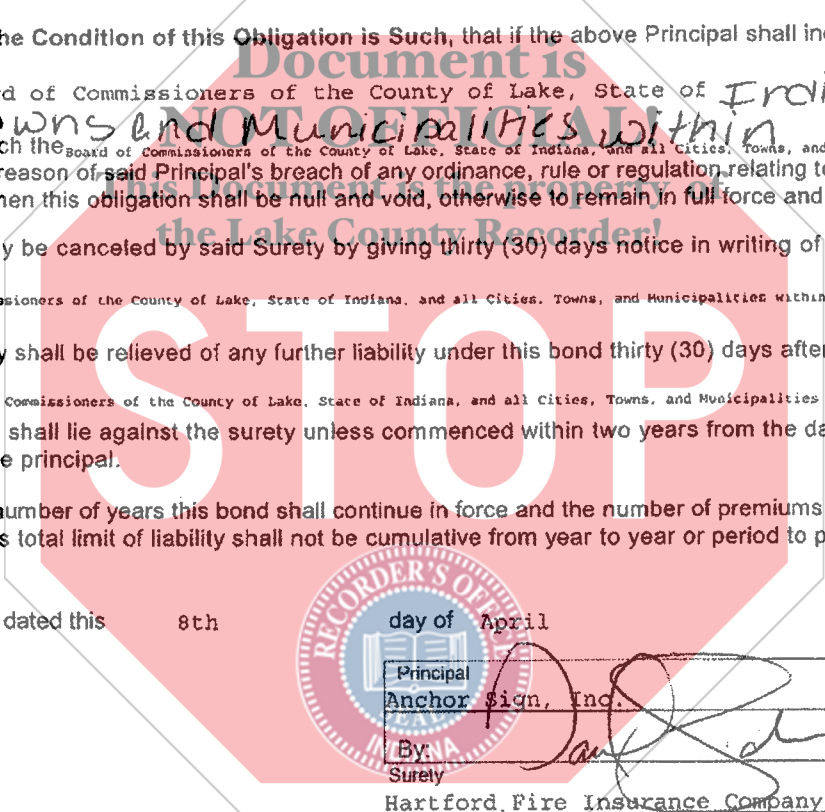 he Condition of this Obligation is Such, that if the above Principal shall in
Document is
rd of Commissioners of the County of Lake, State of Indi
NOT OFFICIAL!
wns and Municipalities within
ch the Board of Commissioners of the County of Lake, State of Indiana, and all Cities, Towns, and
reason of said Principal's breach of any ordinance, rule or regulation relating to
This Document is the property of
hen this obligation shall be null and void, otherwise to remain in full force and
the Lake County Recorder!
y be canceled by said Surety by giving thirty (30) days notice in writing of
ssioners of the County of Lake, State of Indiana, and all Cities, Towns, and Municipalities within
y shall be relieved of any further liability under this bond thirty (30) days after
Commissioners of the County of Lake, State of Indiana, and all Cities, Towns, and Municipalities
STOP
shall lie against the surety unless commenced within two years from the da
e principal.
umber of years this bond shall continue in force and the number of premiums
s total limit of liability shall not be cumulative from year to year or period to p
RECORDER'S OFFICE
SEAL
INDIANA
dated this 8th day of April
Principal
Anchor Sign, Inc.
By:
Surety
Hartford Fire Insurance Company